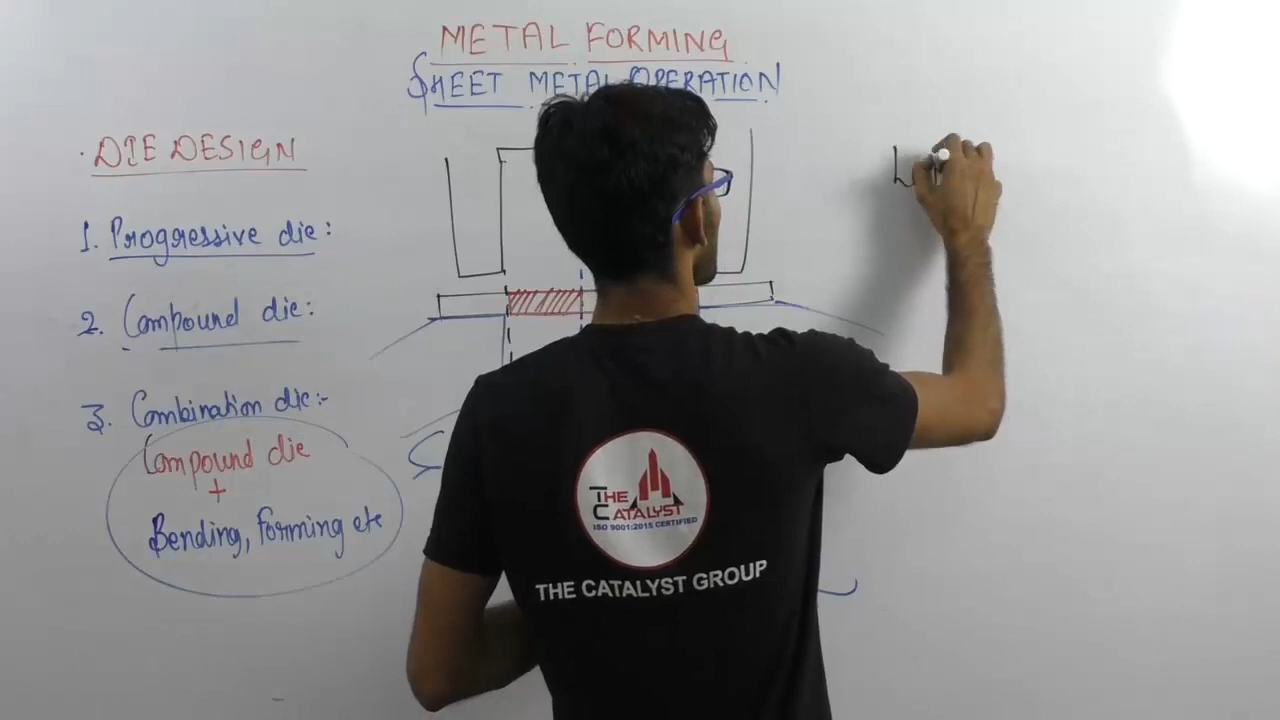 METAL FORMING
SHEET METAL OPERATION
DIE DESIGN
1. Progressive die:
2. Compound die:
3. Combination die:-
Compound die
+
Bending, Forming etc
THE CATALYST
ISO 9001:2015 CERTIFIED
THE CATALYST GROUP